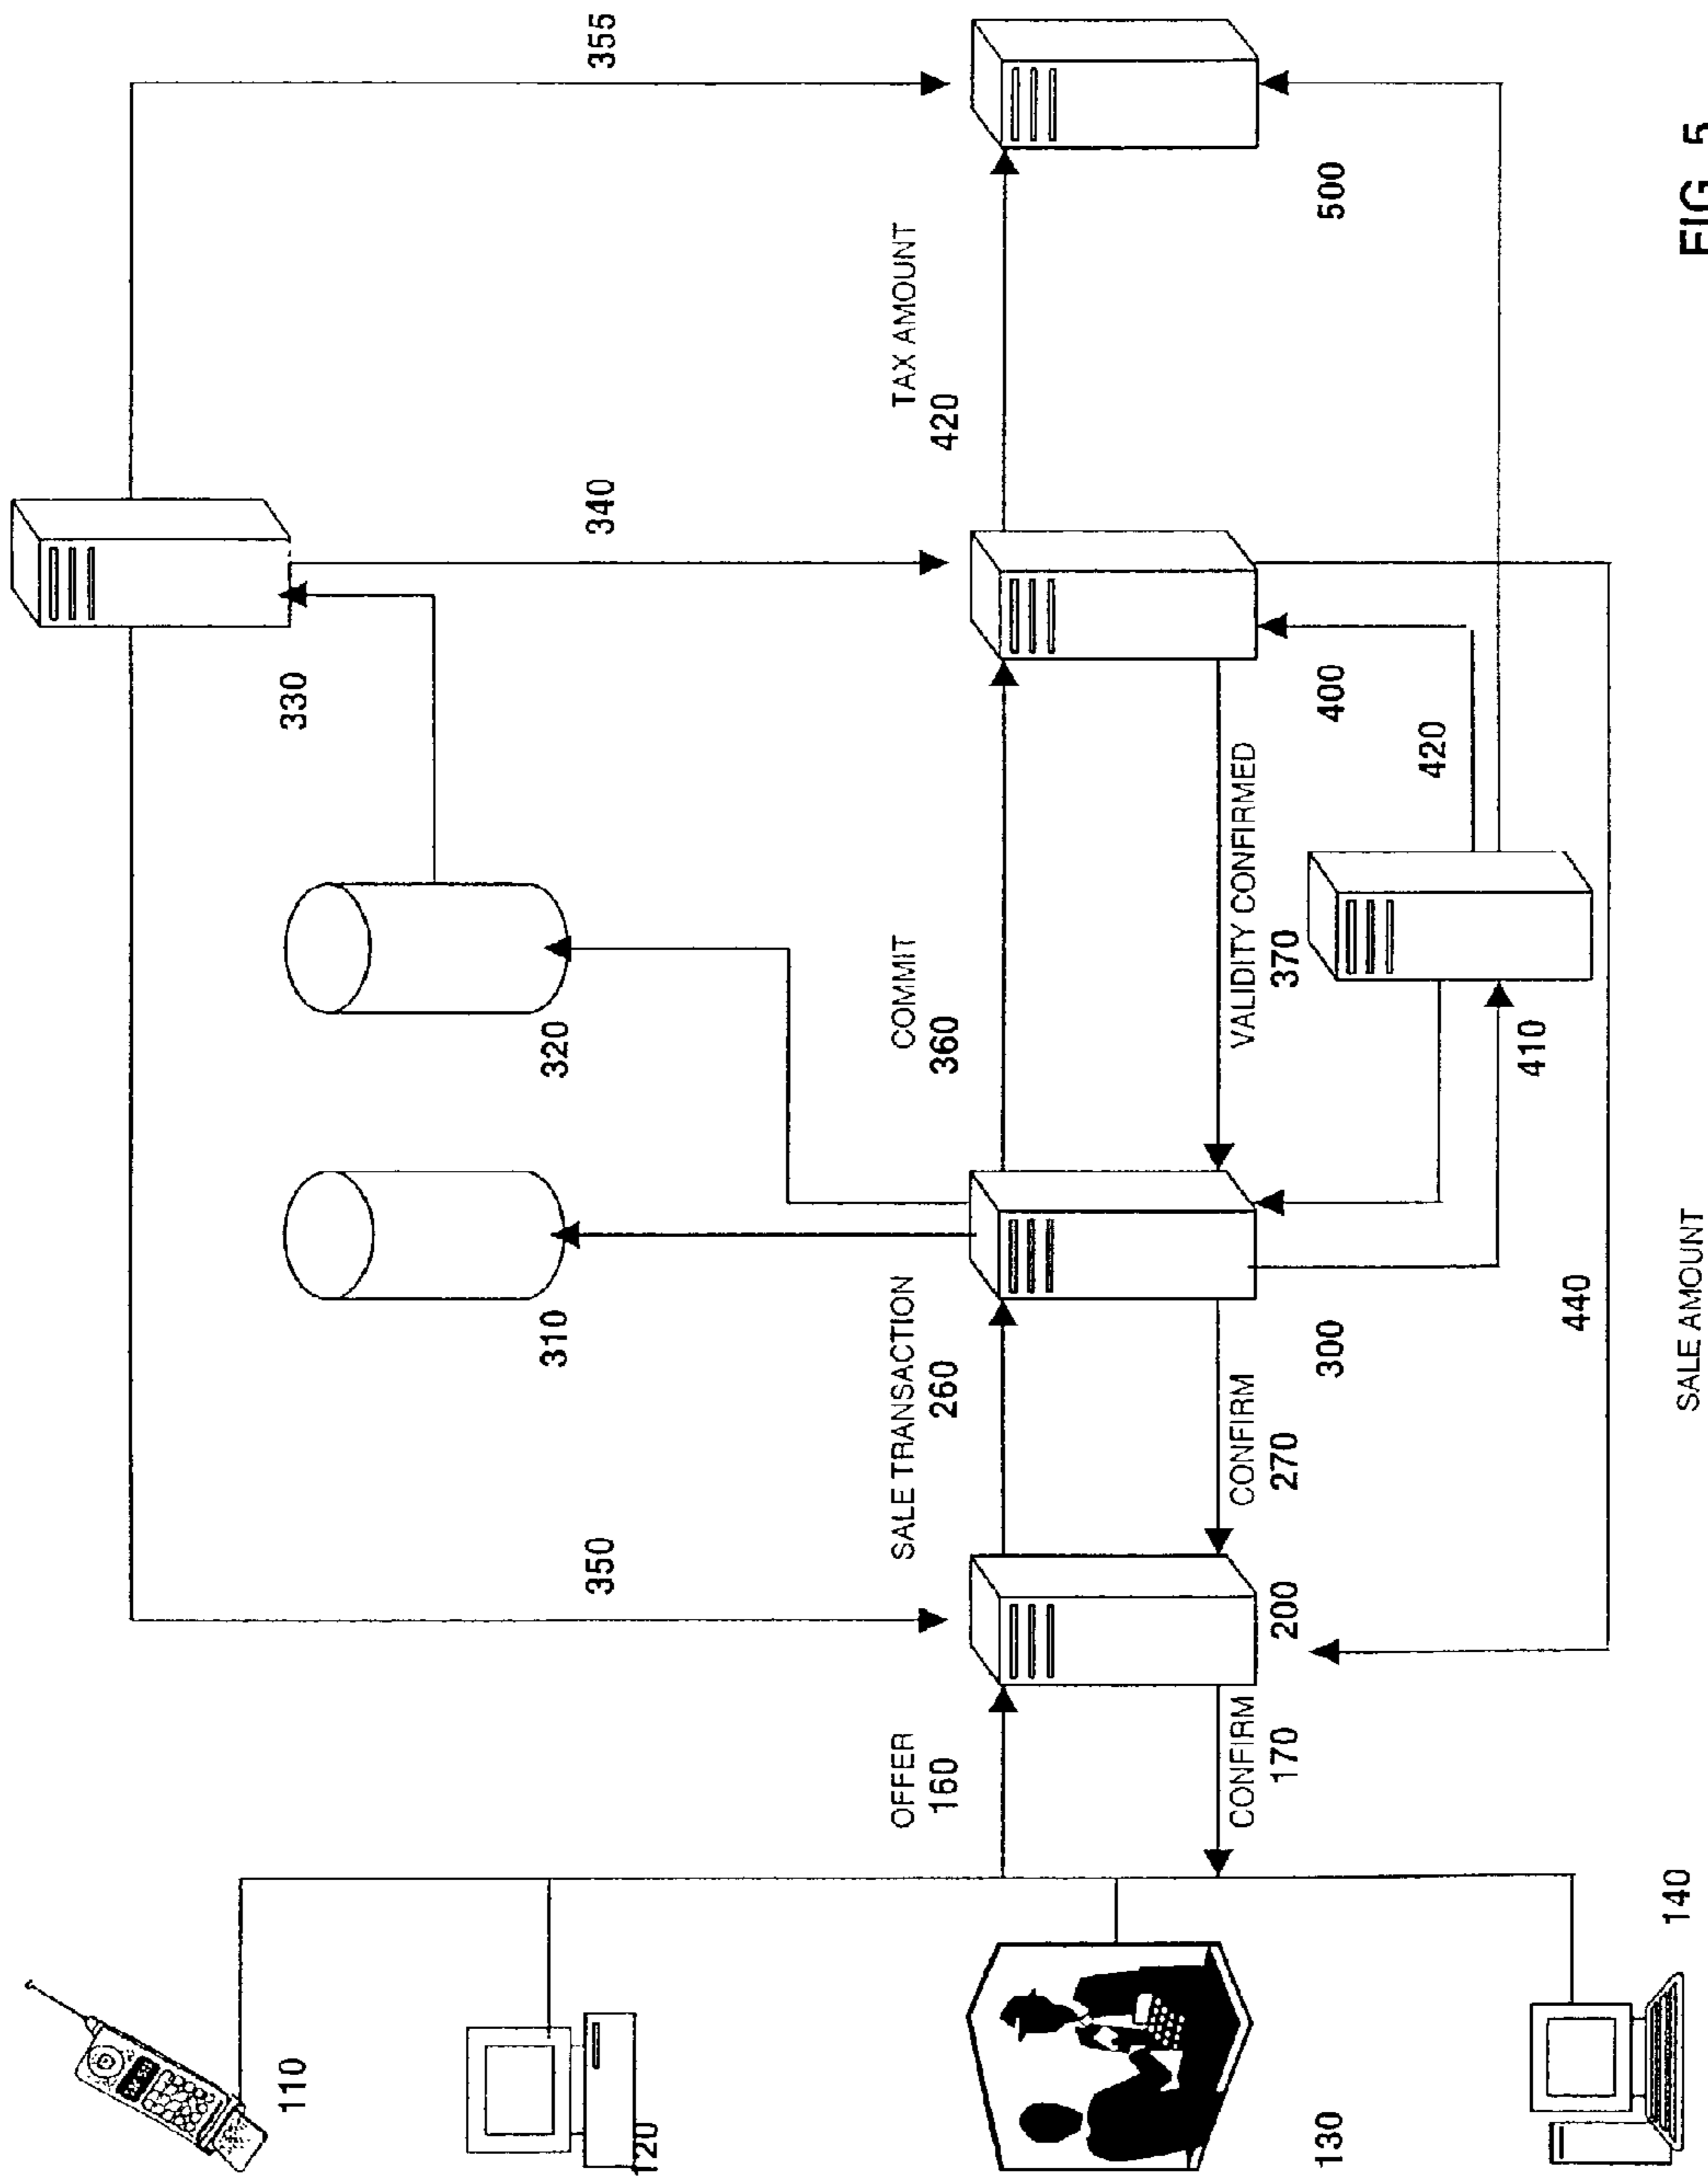 110
120
130
140
OFFER
160
CONFIRM
170
350
200
SALE TRANSACTION
260
CONFIRM
270
310
300
320
COMMIT
360
VALIDITY CONFIRMED
370
410
330
340
400
420
440
SALE AMOUNT
TAX AMOUNT
420
355
500
FIG. 5